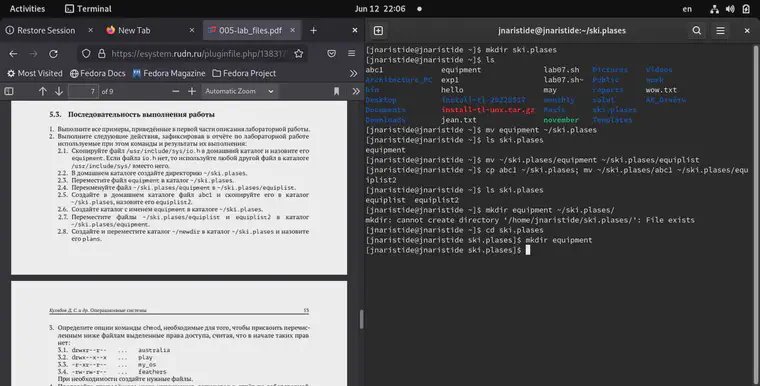 Activities Terminal Jun 12 22:06 en
Restore Session New Tab 005-lab_files.pdf
https://esystem.rudn.ru/pluginfile.php/13831
Most Visited Fedora Docs Fedora Magazine Fedora Project
7 of 9 Automatic Zoom
5.3. Последовательность выполнения работы
1. Выполните все примеры, приведённые в первой части описания лабораторной работы.
2. Выполните следующие действия, зафиксировав в отчёте по лабораторной работе
используемые при этом команды и результаты их выполнения:
2.1. Скопируйте файл /usr/include/sys/io.h в домашний каталог и назовите его
equipment. Если файла io.h нет, то используйте любой другой файл в каталоге
/usr/include/sys/ вместо него.
2.2. В домашнем каталоге создайте директорию ~/ski.plases.
2.3. Переместите файл equipment в каталог ~/ski.plases.
2.4. Переименуйте файл ~/ski.plases/equipment в ~/ski.plases/equiplist.
2.5. Создайте в домашнем каталоге файл abc1 и скопируйте его в каталог
~/ski.plases, назовите его equiplist2.
2.6. Создайте каталог с именем equipment в каталоге ~/ski.plases.
2.7. Переместите файлы ~/ski.plases/equiplist и equiplist2 в каталог
~/ski.plases/equipment.
2.8. Создайте и переместите каталог ~/newdir в каталог ~/ski.plases и назовите
его plans.
Кулябов Д. С. и др. Операционные системы 53
3. Определите опции команды chmod, необходимые для того, чтобы присвоить перечис-
ленным ниже файлам выделенные права доступа, считая, что в начале таких прав
нет:
3.1. drwxr--r-- ... australia
3.2. drwx--x--x ... play
3.3. -r-xr--r-- ... my_os
3.4. -rw-rw-r-- ... feathers
При необходимости создайте нужные файлы.
jnaristide@jnaristide:~/ski.plases
[jnaristide@jnaristide ~]$ mkdir ski.plases
[jnaristide@jnaristide ~]$ ls
abc1 equipment lab07.sh Pictures Videos
Architecture_PC exp1 lab07.sh~ Public work
bin hello may reports wow.txt
Desktop install-tl-20220317 monthly
Documents install-tl-unx.tar.gz Music ski.plases
Downloads jean.txt november Templates
[jnaristide@jnaristide ~]$ mv equipment ~/ski.plases
[jnaristide@jnaristide ~]$ ls ski.plases
equipment
[jnaristide@jnaristide ~]$ mv ~/ski.plases/equipment ~/ski.plases/equiplist
[jnaristide@jnaristide ~]$ cp abc1 ~/ski.plases; mv ~/ski.plases/abc1 ~/ski.plases/equ
iplist2
[jnaristide@jnaristide ~]$ ls ski.plases
equiplist equiplist2
[jnaristide@jnaristide ~]$ mkdir equipment ~/ski.plases/
mkdir: cannot create directory '/home/jnaristide/ski.plases/': File exists
[jnaristide@jnaristide ~]$ cd ski.plases
[jnaristide@jnaristide ski.plases]$ mkdir equipment
[jnaristide@jnaristide ski.plases]$